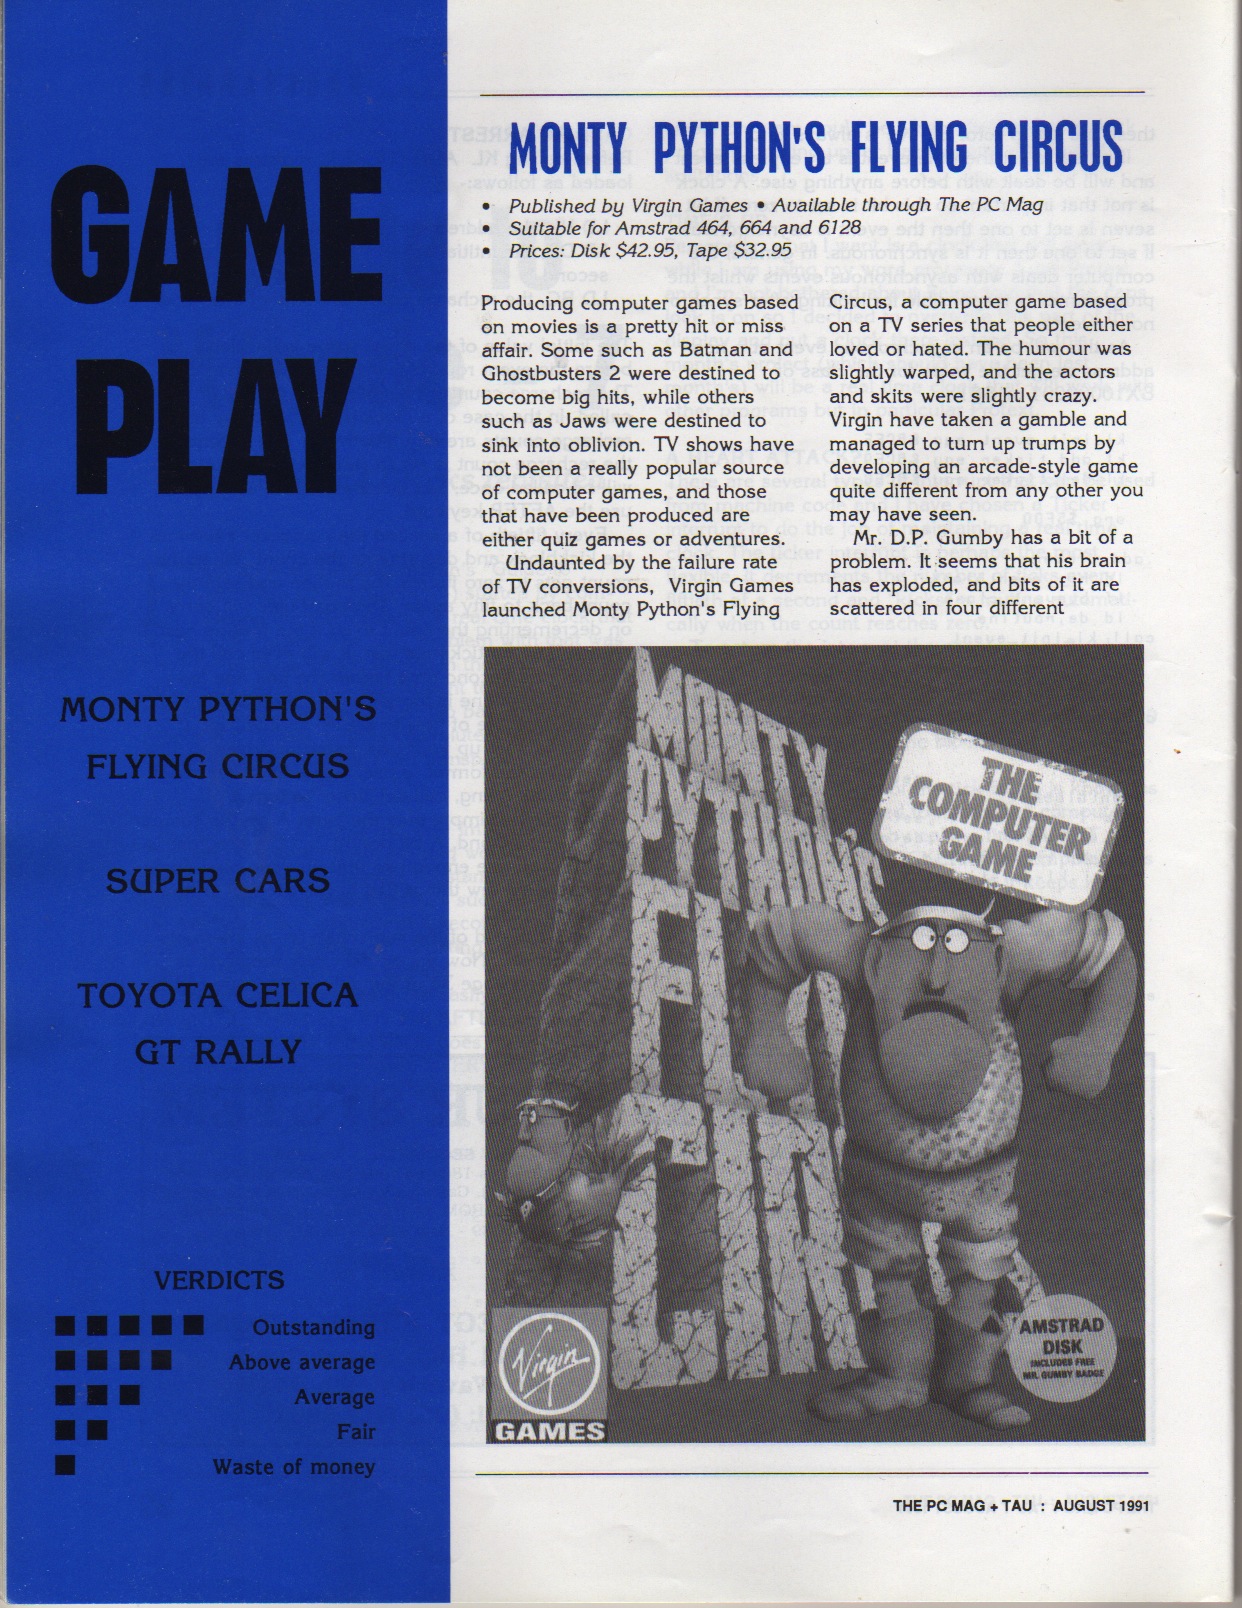 GAME
PLAY
MONTY PYTHON'S
FLYING CIRCUS
SUPER CARS
TOYOTA CELICA
GT RALLY
VERDICTS
Outstanding
Above average
Average
Fair
Waste of money
MONTY PYTHON'S FLYING CIRCUS
• Published by Virgin Games • Available through The PC Mag
• Suitable for Amstrad 464, 664 and 6128
• Prices: Disk $42.95, Tape $32.95
Producing computer games based
on movies is a pretty hit or miss
affair. Some such as Batman and
Ghostbusters 2 were destined to
become big hits, while others
such as Jaws were destined to
sink into oblivion. TV shows have
not been a really popular source
of computer games, and those
that have been produced are
either quiz games or adventures.
Undaunted by the failure rate
of TV conversions, Virgin Games
launched Monty Python's Flying
Circus, a computer game based
on a TV series that people either
loved or hated. The humour was
slightly warped, and the actors
and skits were slightly crazy.
Virgin have taken a gamble and
managed to turn up trumps by
developing an arcade-style game
quite different from any other you
may have seen.
Mr. D.P. Gumby has a bit of a
problem. It seems that his brain
has exploded, and bits of it are
scattered in four different
MONTY
PYTHON'S
THE
COMPUTER
GAME
Virgin
GAMES
AMSTRAD
DISK
INCLUDES FREE
MR. GUMBY BADGE
THE PC MAG + TAU : AUGUST 1991